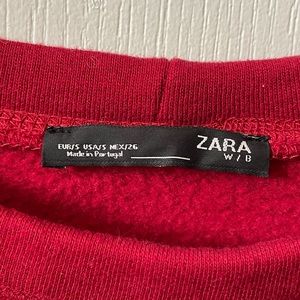 EUR/S USA/S MEX/26
Made in Portugal
ZARA
W/B